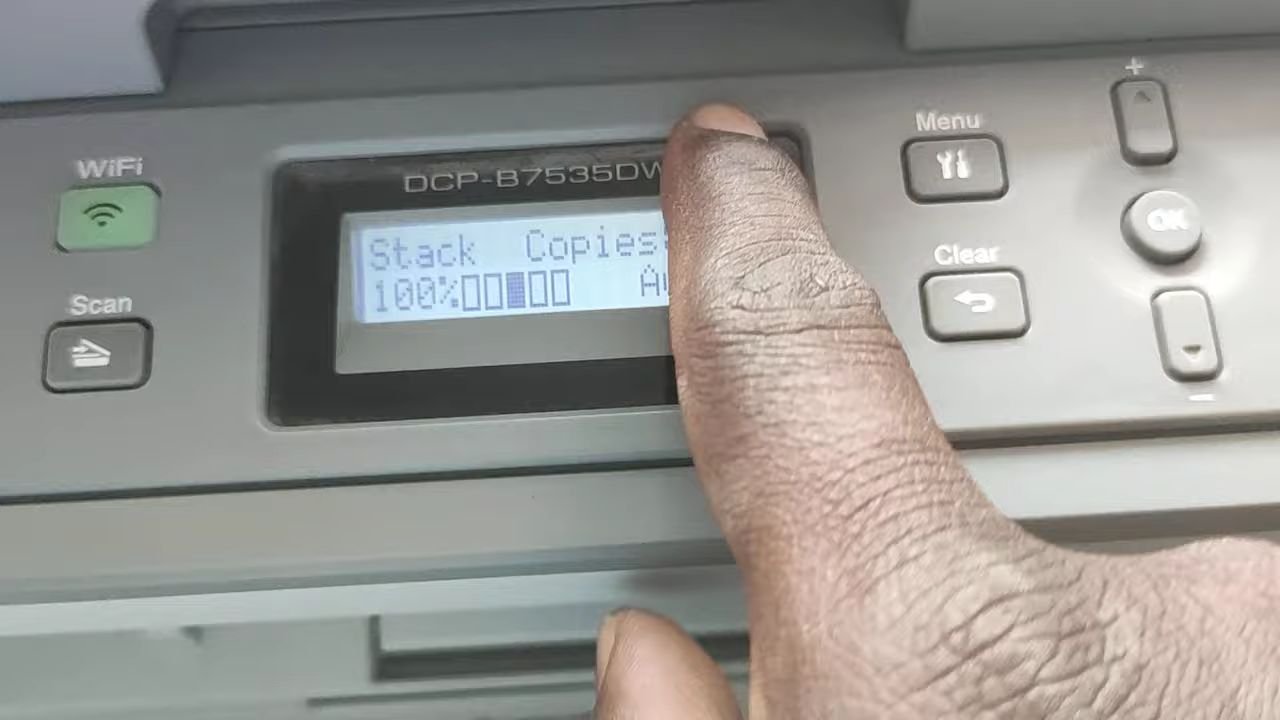 WiFi
Scan
DCP-B7535DW
Stack Copies:
100%
Menu
Clear
+
OK
-